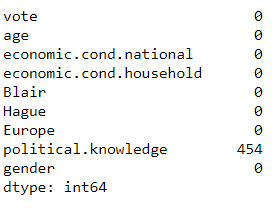 vote 0
age 0
economic.cond.national 0
economic.cond.household 0
Blair 0
Hague 0
Europe 0
political.knowledge 454
gender 0
dtype: int64